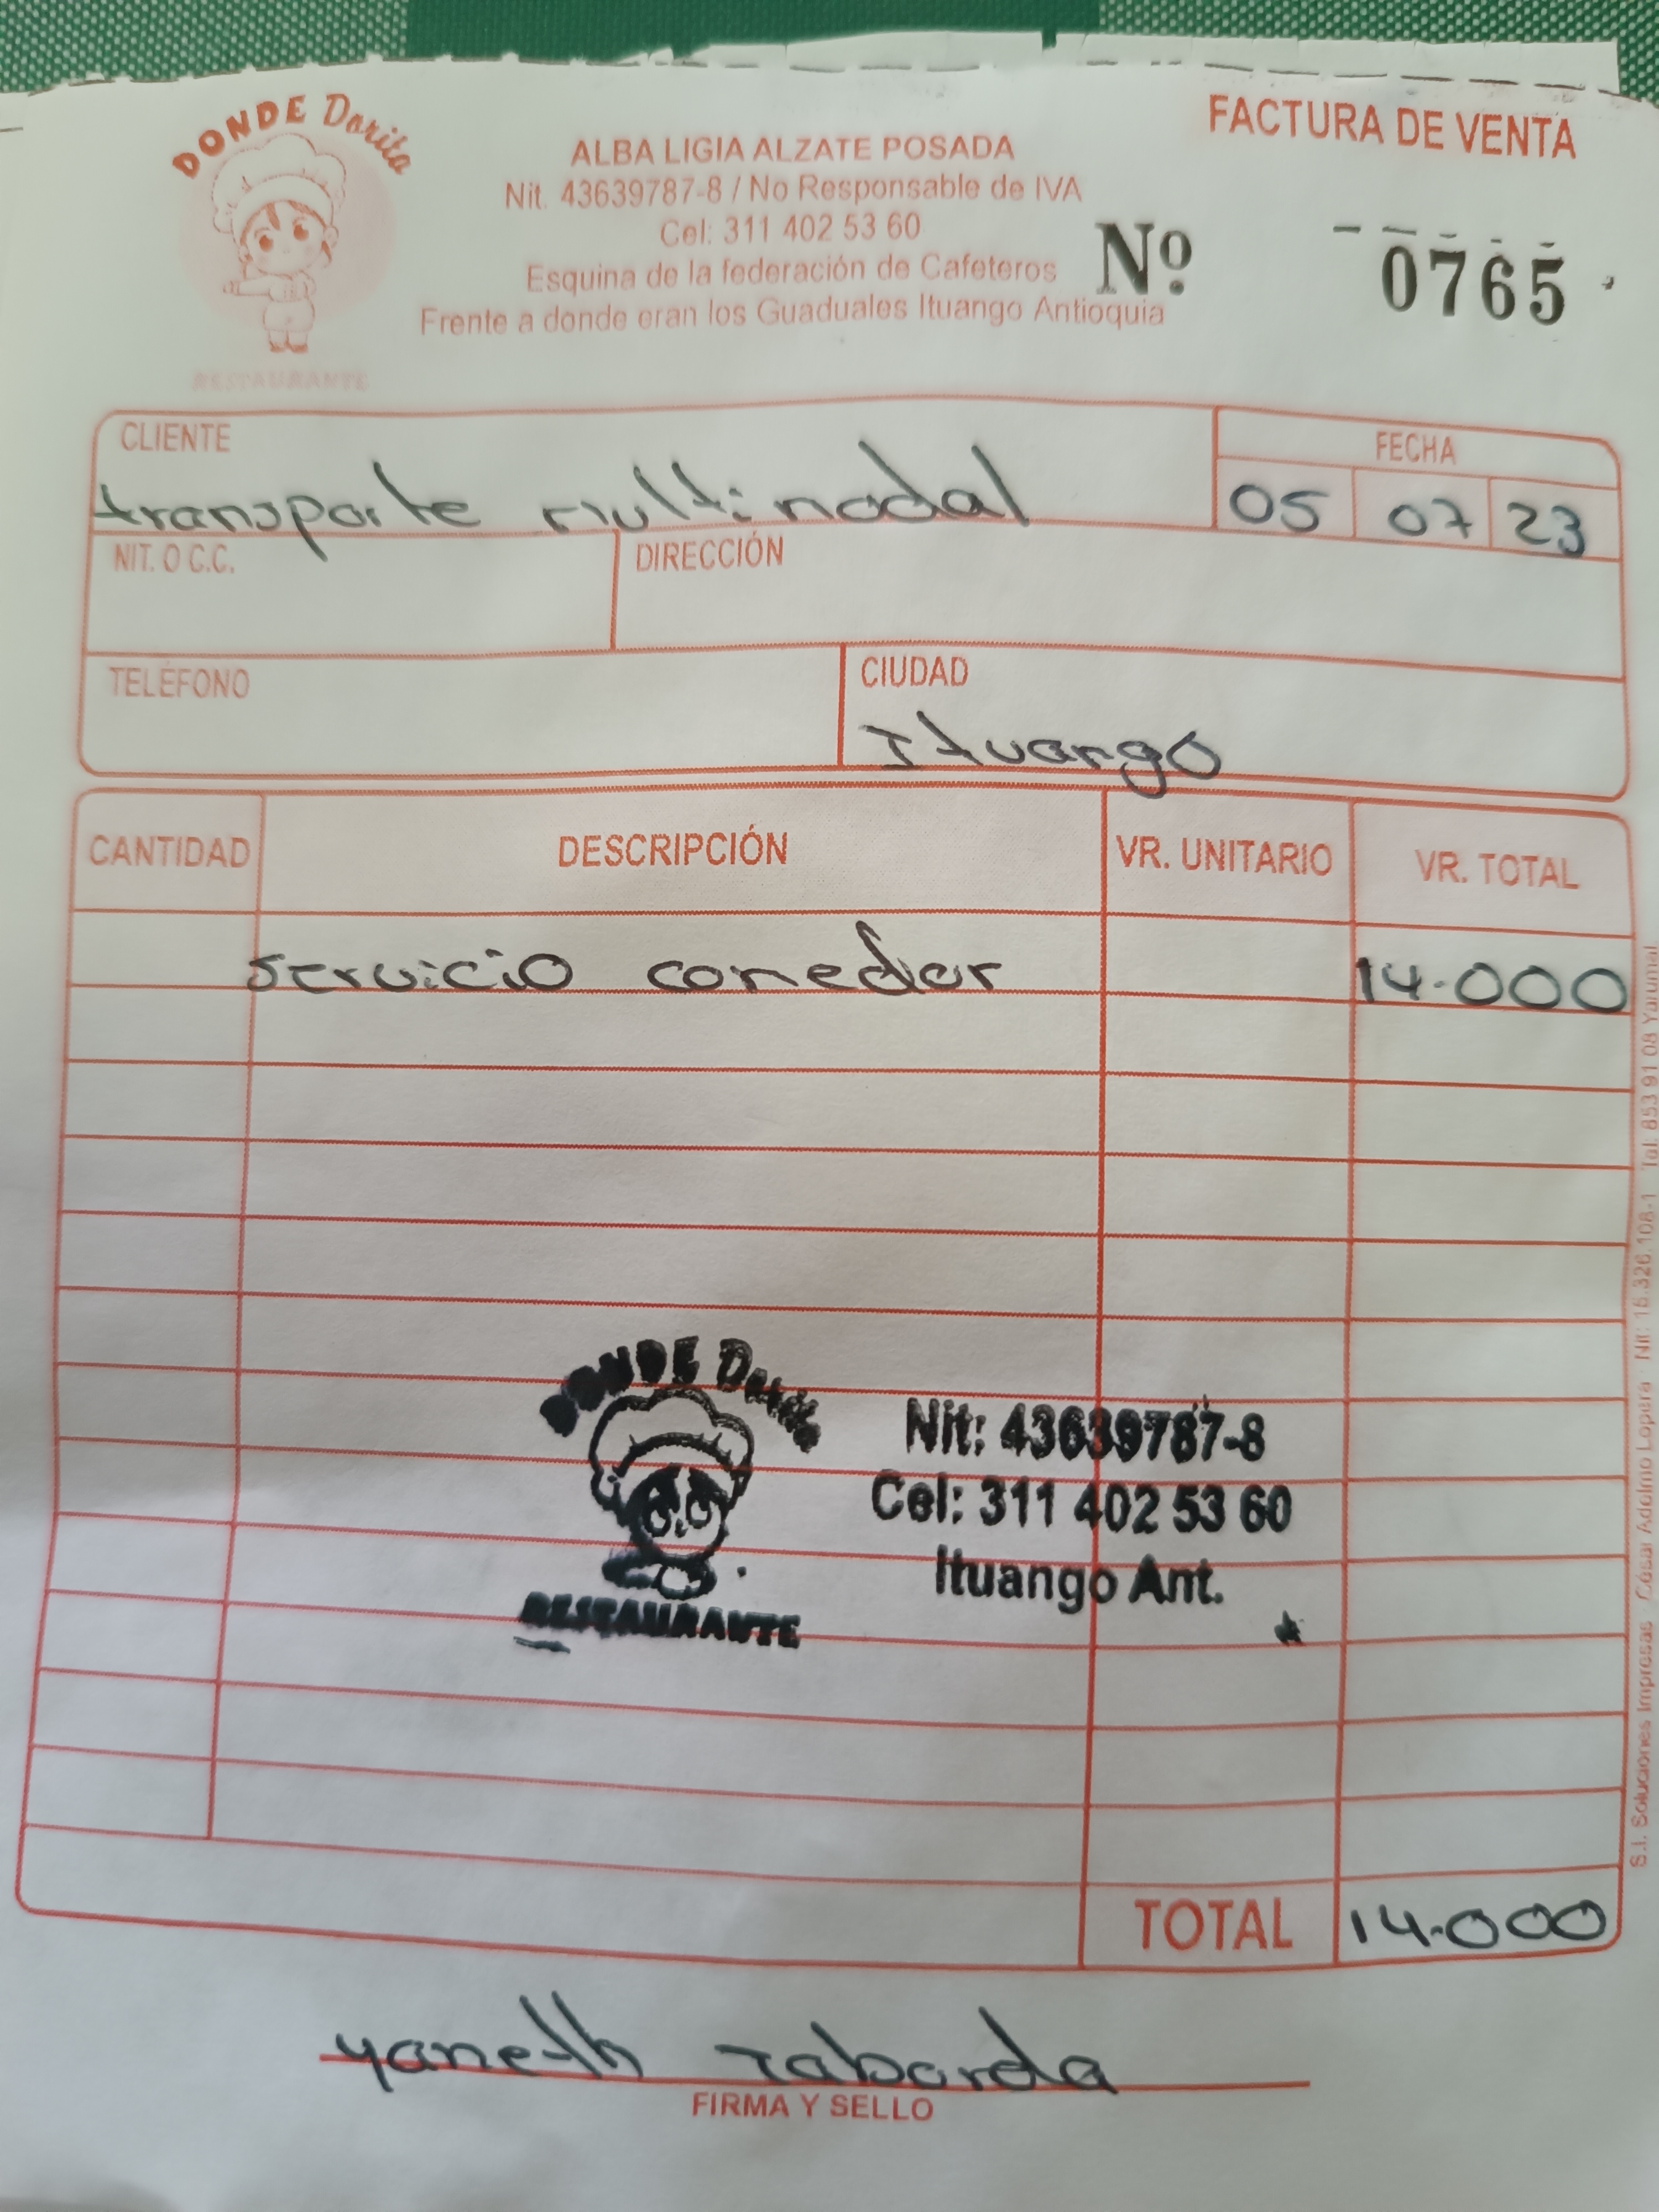 DONDE Dorita
RESTAURANTE
ALBA LIGIA ALZATE POSADA
Nit. 43639787-8 / No Responsable de IVA
Cel: 311 402 53 60
Esquina de la federación de Cafeteros
Frente a donde eran los Guaduales Ituango Antioquia
FACTURA DE VENTA
Nº 0765
CLIENTE
transporte multinodal
FECHA
05 07 23
NIT. O C.C.
DIRECCIÓN
TELÉFONO
CIUDAD
Ituango
CANTIDAD DESCRIPCIÓN VR. UNITARIO VR. TOTAL
servicio comedor 14.000
DONDE Dorita
RESTAURANTE
Nit: 43639787-8
Cel: 311 402 53 60
Ituango Ant.
TOTAL 14.000
yaneth Taborda
FIRMA Y SELLO
S.I. Soluciones Impresas César Adelmo Lopera Nit: 15.326.108-1 Tel. 853 91 08 Yarumal